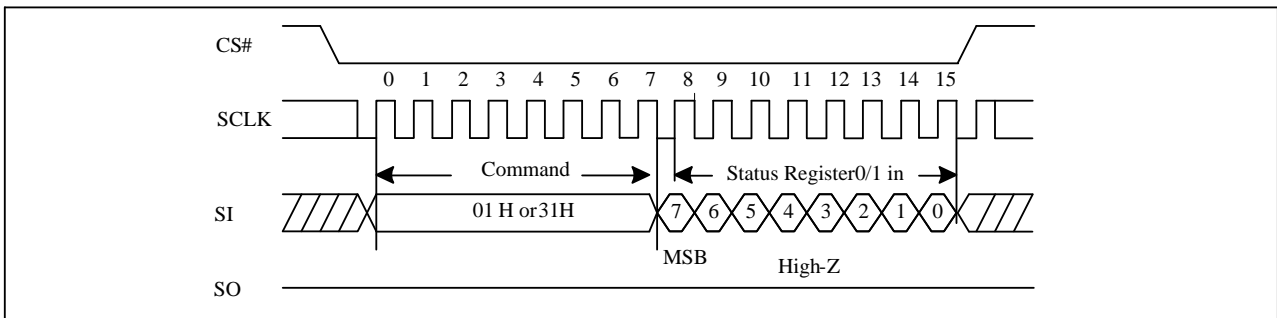 CS#
0 1 2 3 4 5 6 7 8 9 10 11 12 13 14 15
SCLK
Command Status Register0/1 in
SI 01 H or31H 7 6 5 4 3 2 1 0
MSB High-Z
SO